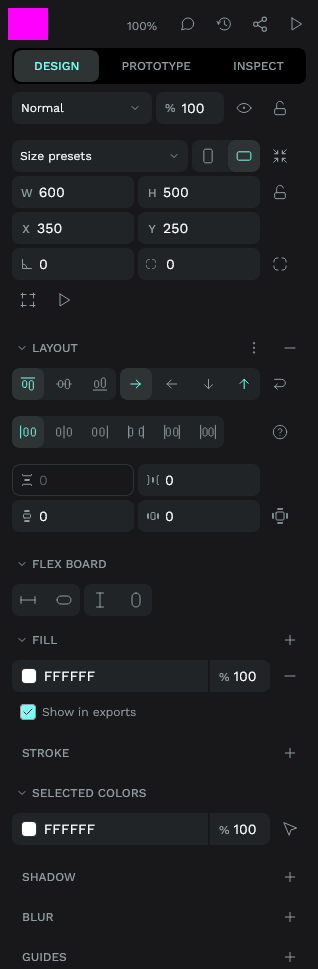 100%
DESIGN PROTOTYPE INSPECT
Normal % 100
Size presets
W 600 H 500
X 350 Y 250
0 0
LAYOUT
0 0
0 0
FLEX BOARD
FILL
FFFFFF % 100
Show in exports
STROKE
SELECTED COLORS
FFFFFF % 100
SHADOW
BLUR
GUIDES